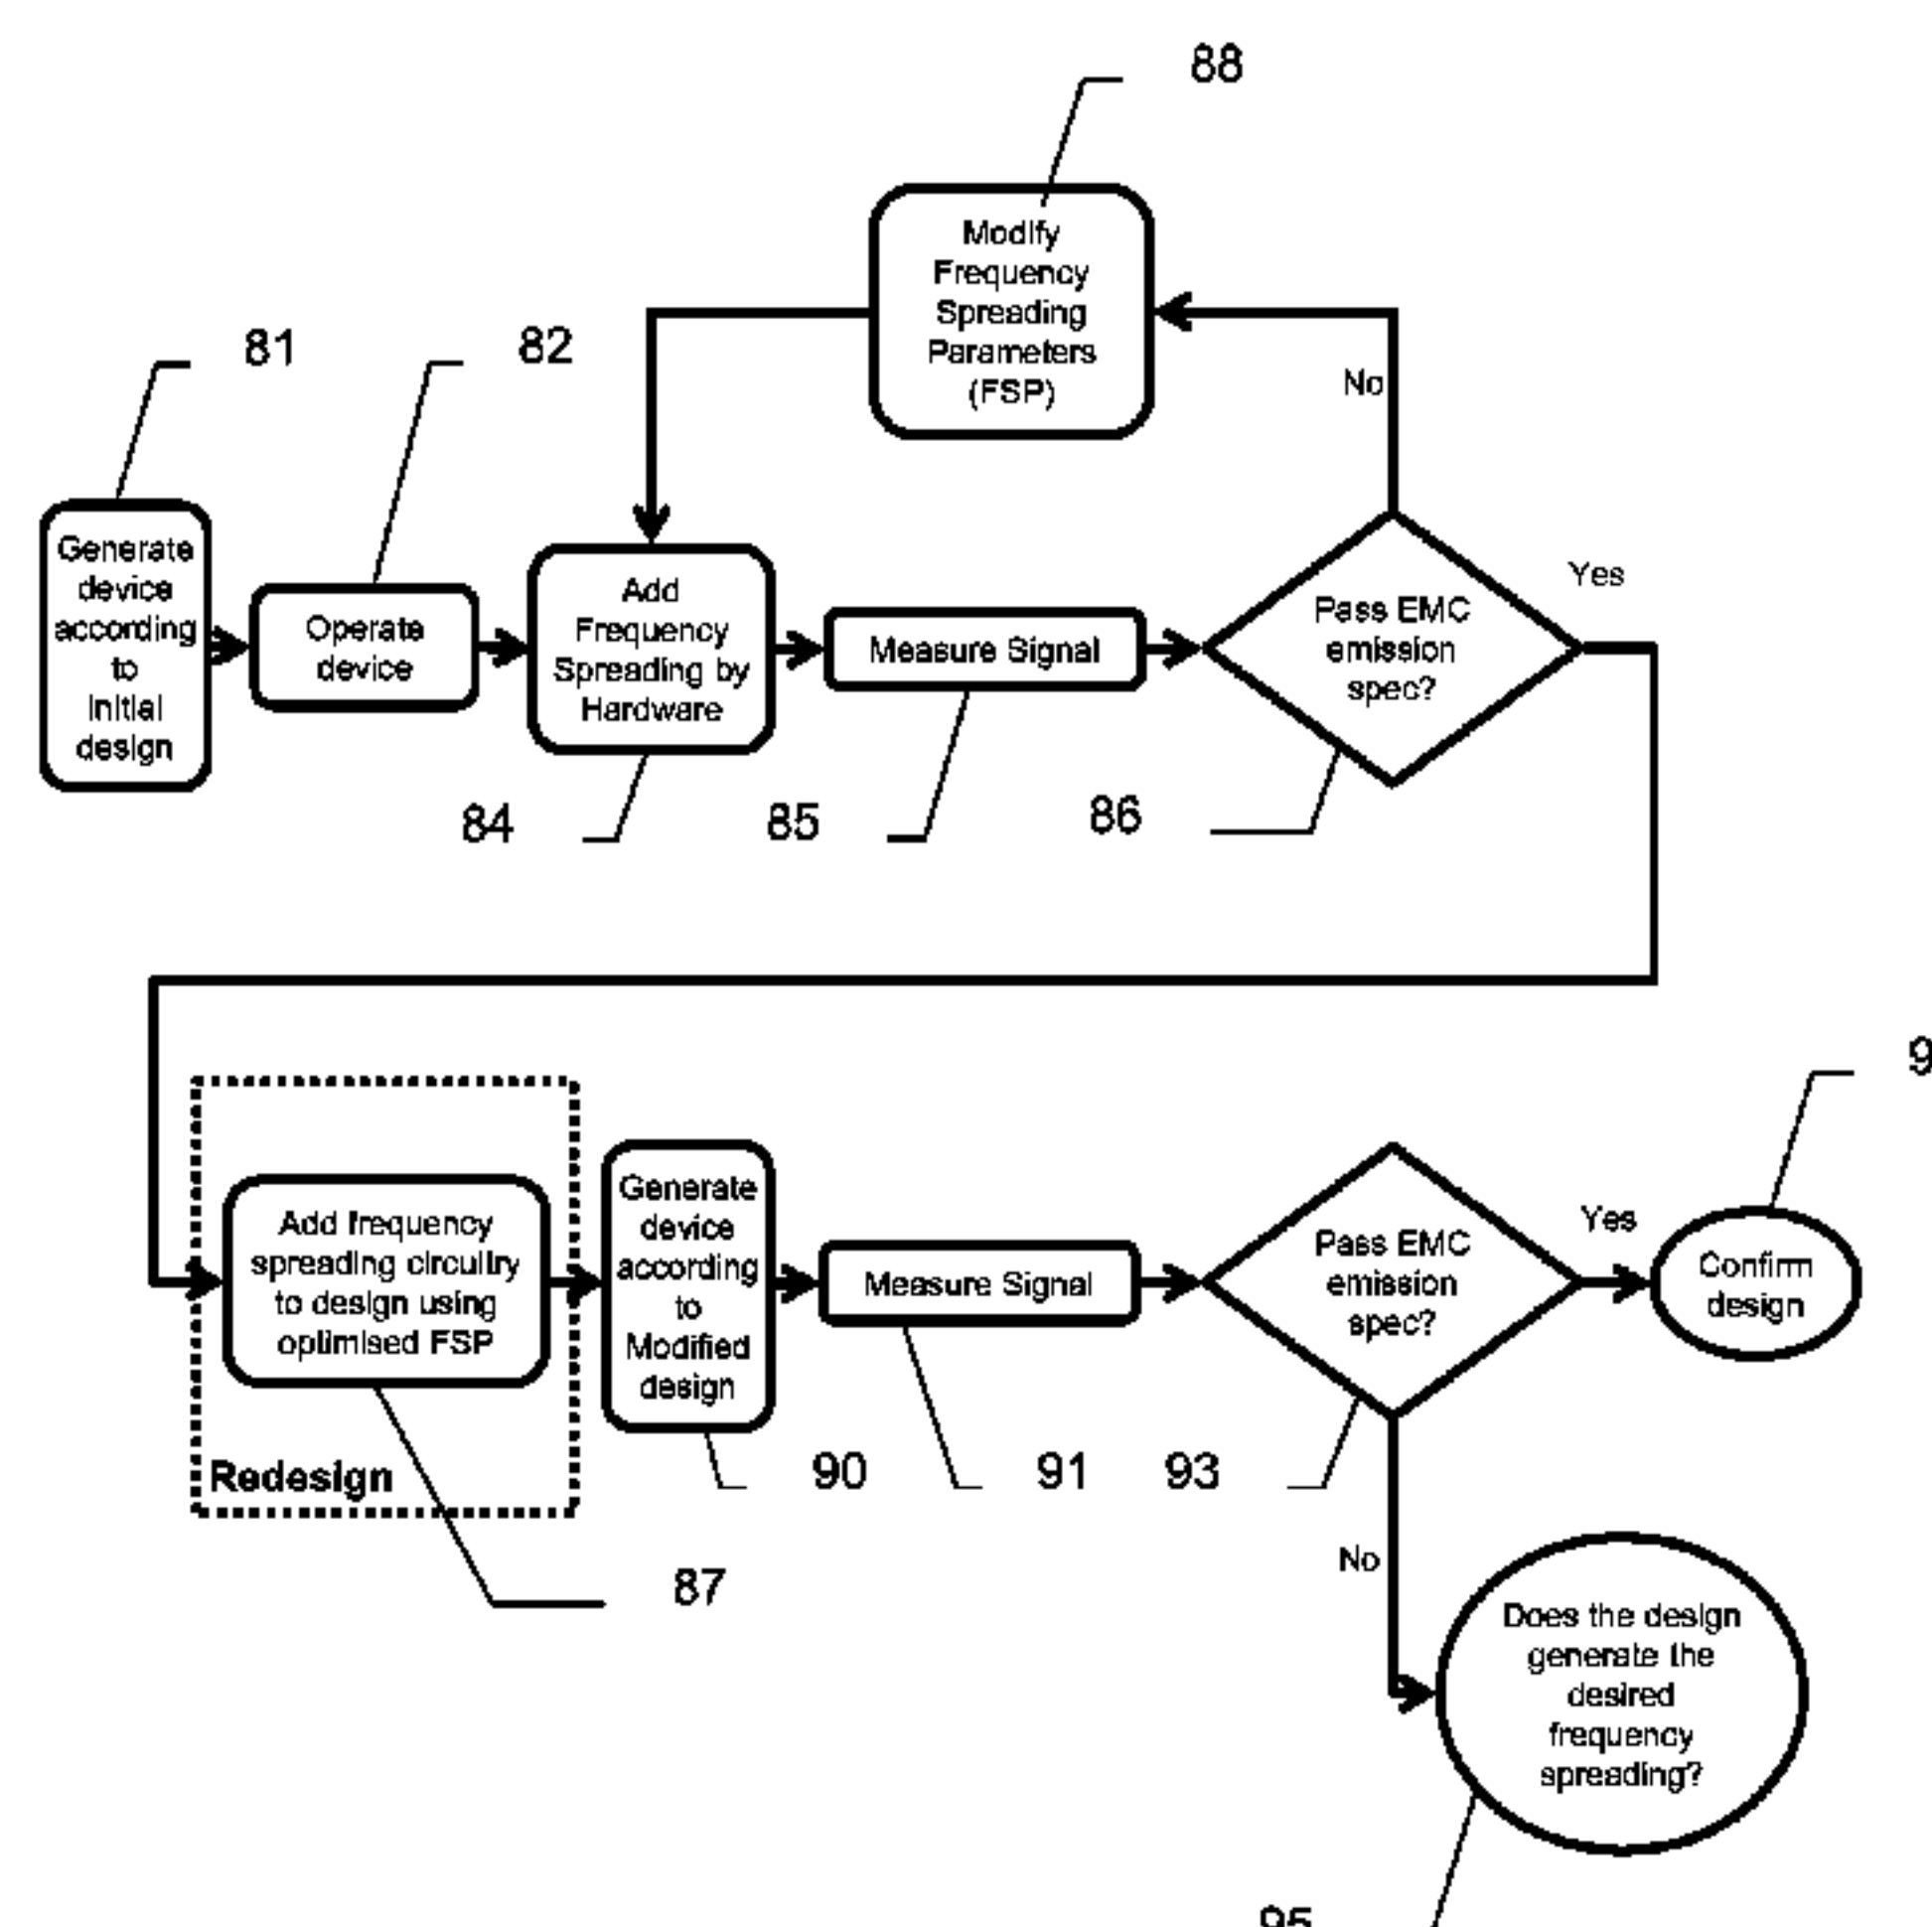 88
Modify
Frequency
Spreading
Parameters
(FSP)
No
81
82
Generate
device
according
to
Initial
design
Operate
device
Add
Frequency
Spreading by
Hardware
Measure Signal
Pass EMC
emission
spec?
Yes
84
85
86
9
Add frequency
spreading circuitry
to design using
optimised FSP
Redesign
87
Generate
device
according
to
Modified
design
90
Measure Signal
91
Pass EMC
emission
spec?
93
Yes
Confirm
design
No
Does the design
generate the
desired
frequency
spreading?
95